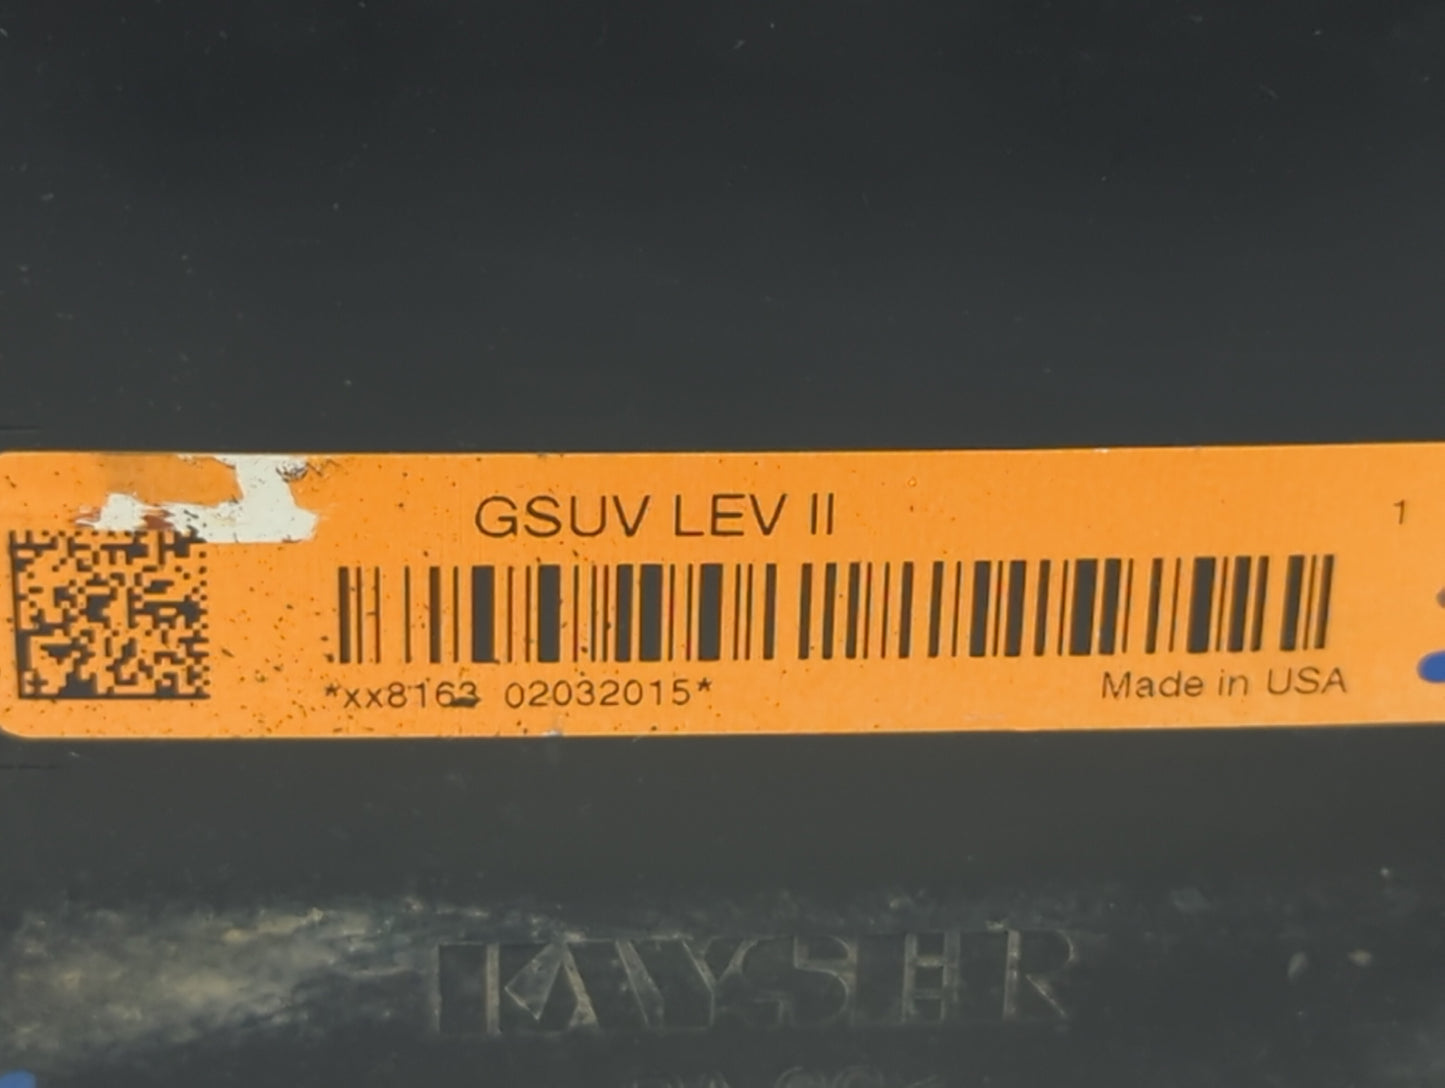 GSUV LEV II
1
*xx8163 02032015*
Made in USA
KAYSER